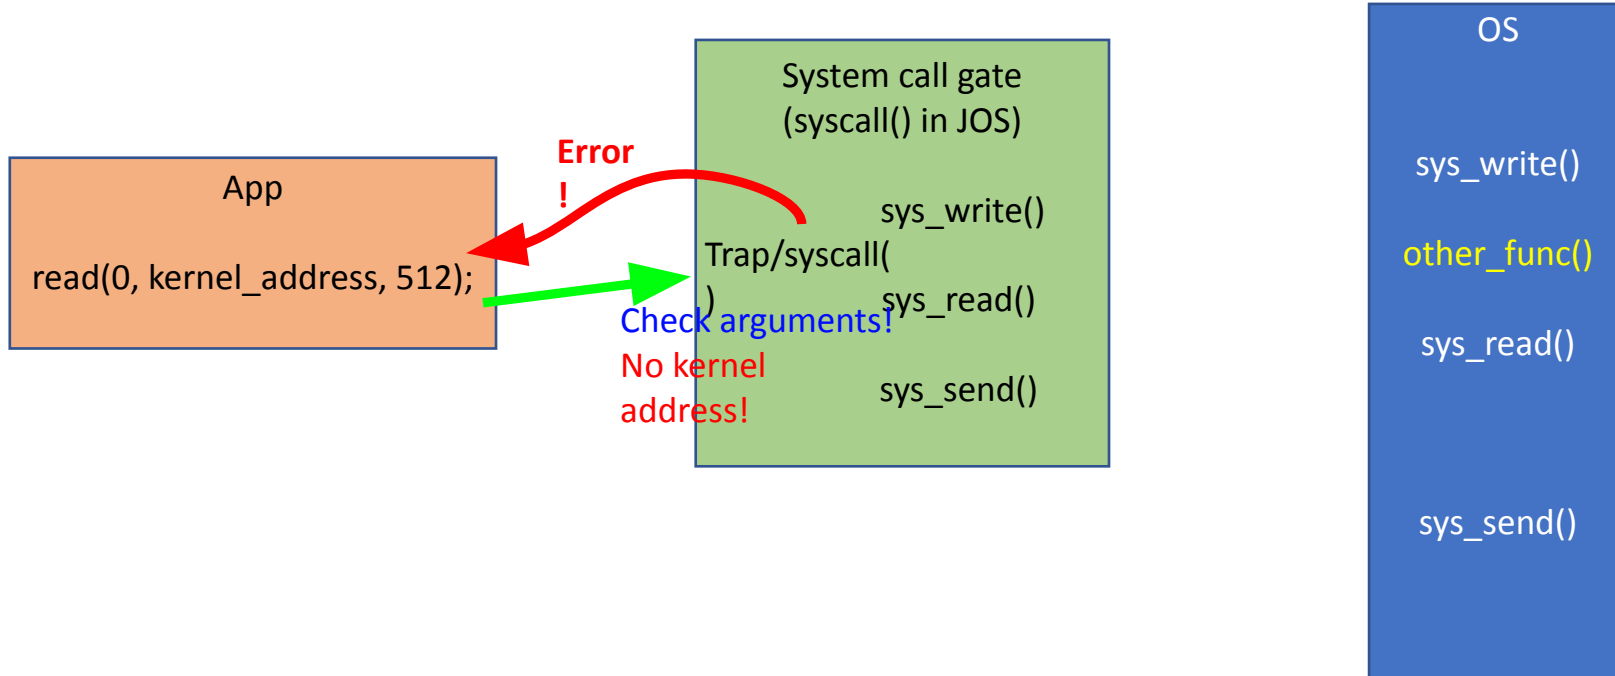 App
read(0, kernel_address, 512);
Error
!
System call gate
(syscall() in JOS)
sys_write()
Trap/syscall(
)
sys_read()
Check arguments!
No kernel
address!
sys_send()
OS
sys_write()
other_func()
sys_read()
sys_send()